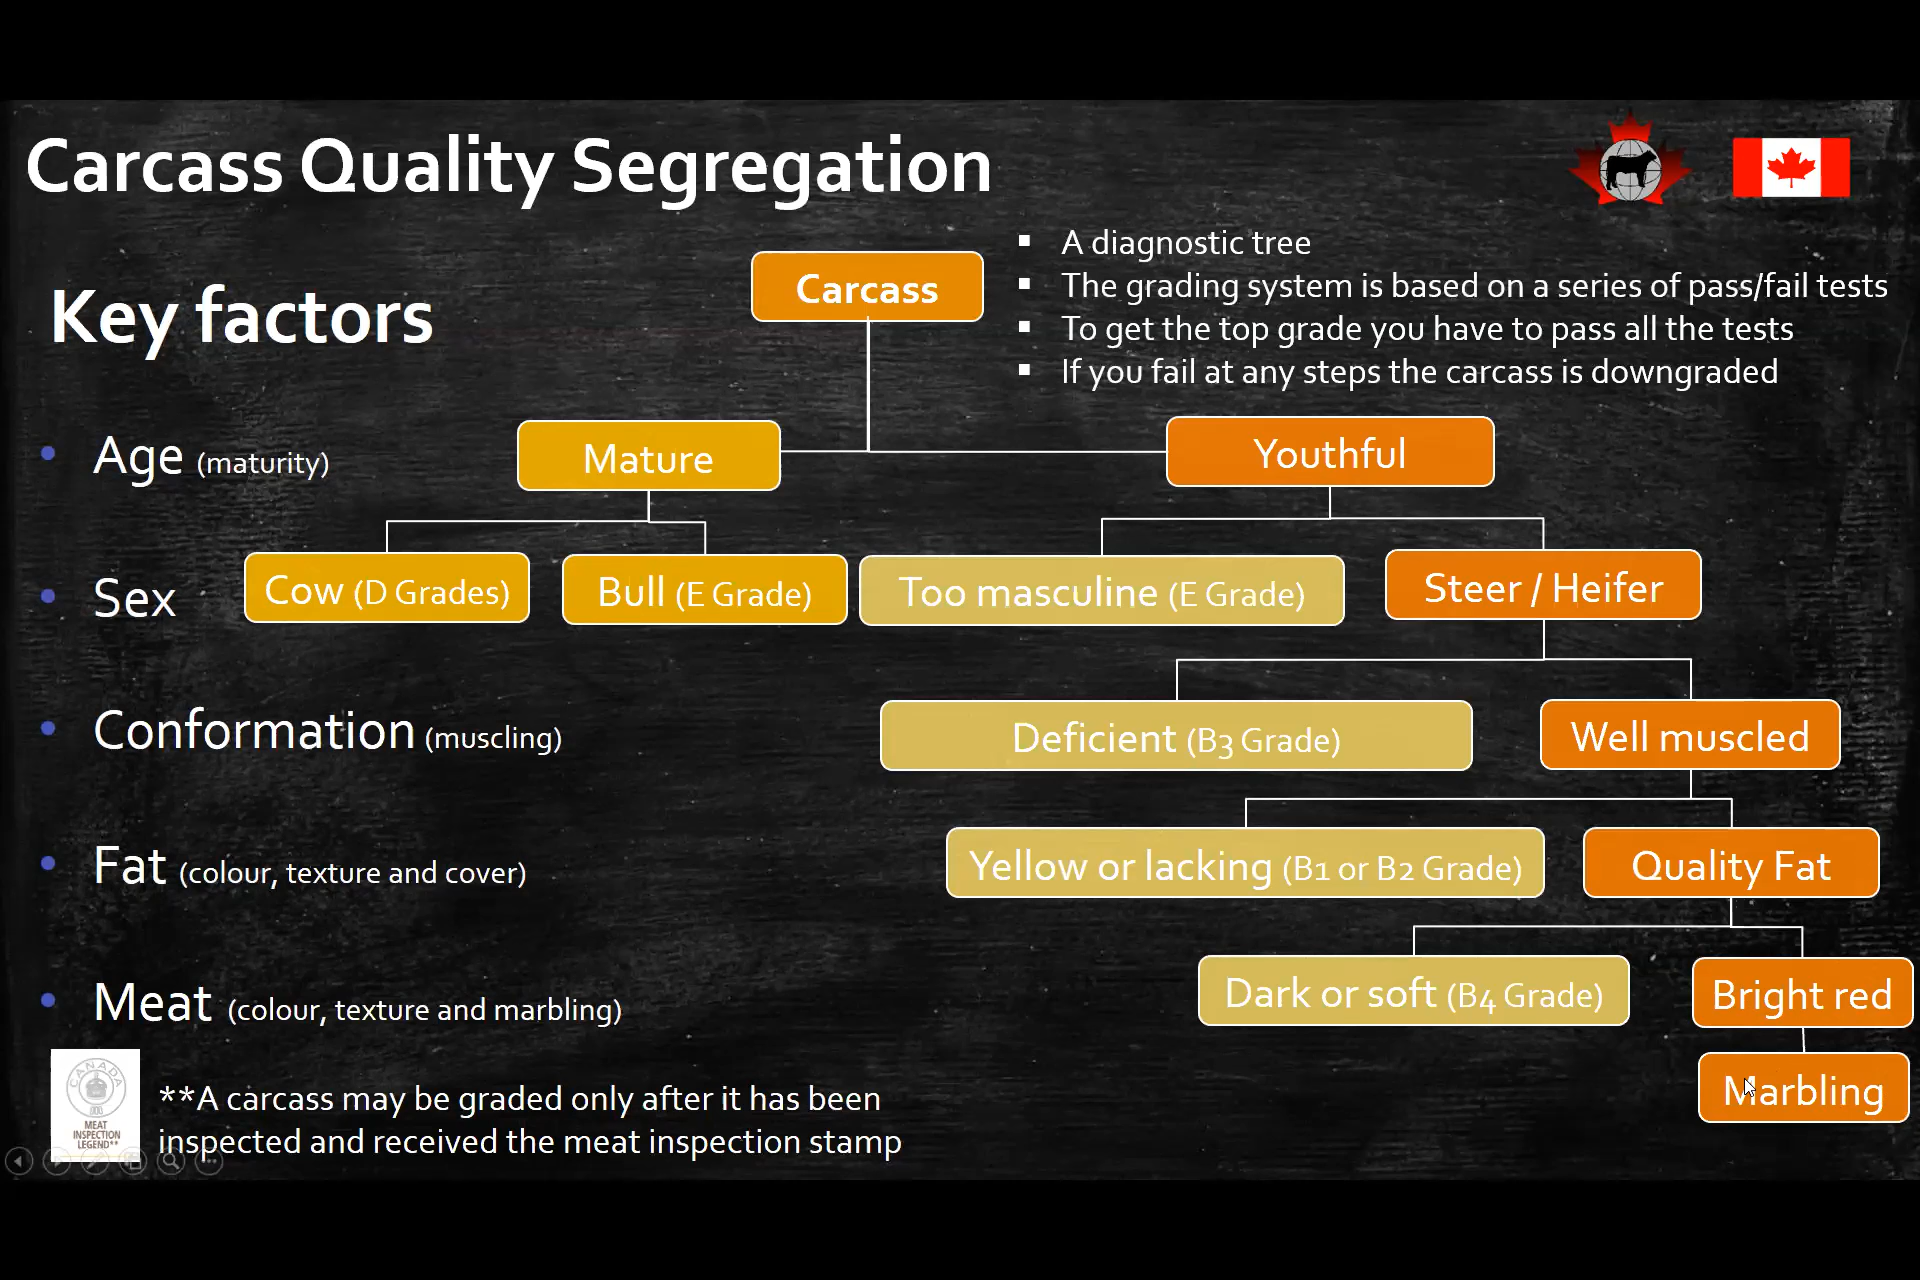 Carcass Quality Segregation
Key factors
Carcass
▪ A diagnostic tree
▪ The grading system is based on a series of pass/fail tests
▪ To get the top grade you have to pass all the tests
▪ If you fail at any steps the carcass is downgraded
• Age (maturity)
Mature
Youthful
• Sex
Cow (D Grades)
Bull (E Grade)
Too masculine (E Grade)
Steer / Heifer
• Conformation (muscling)
Deficient (B3 Grade)
Well muscled
• Fat (colour, texture and cover)
Yellow or lacking (B1 or B2 Grade)
Quality Fat
• Meat (colour, texture and marbling)
Dark or soft (B4 Grade)
Bright red
Marbling
CANADA
MEAT
INSPECTION
LEGEND**
**A carcass may be graded only after it has been
inspected and received the meat inspection stamp